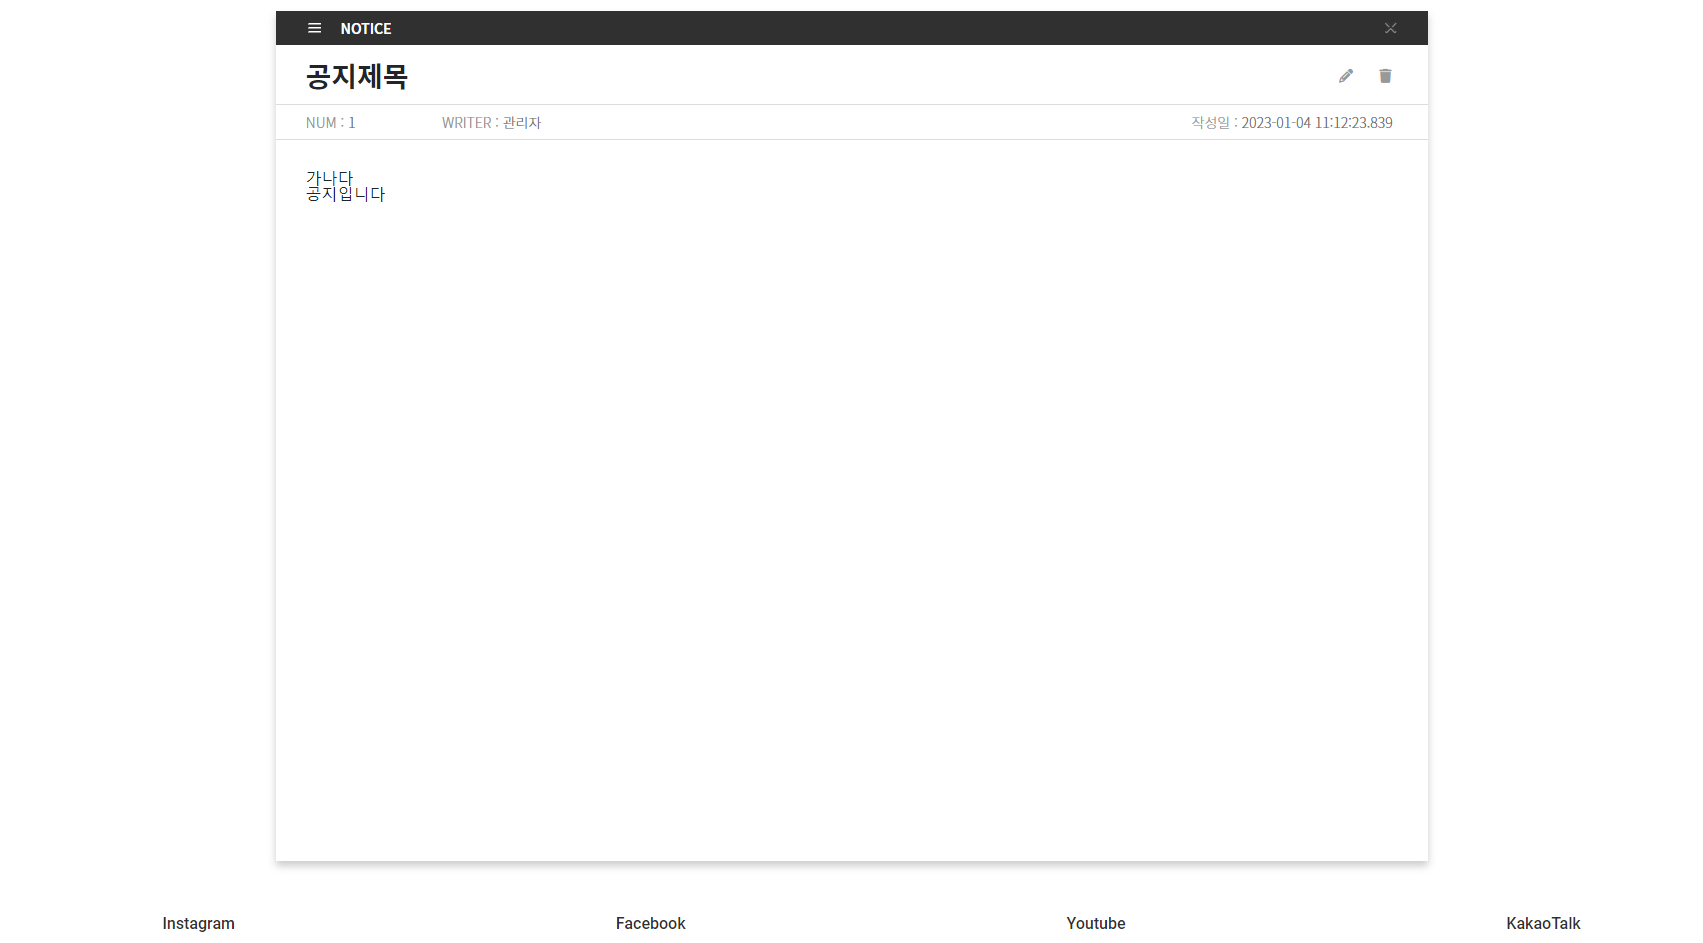 NOTICE
공지제목
NUM : 1 WRITER : 관리자 작성일 : 2023-01-04 11:12:23.839
가나다
공지입니다
Instagram Facebook Youtube KakaoTalk